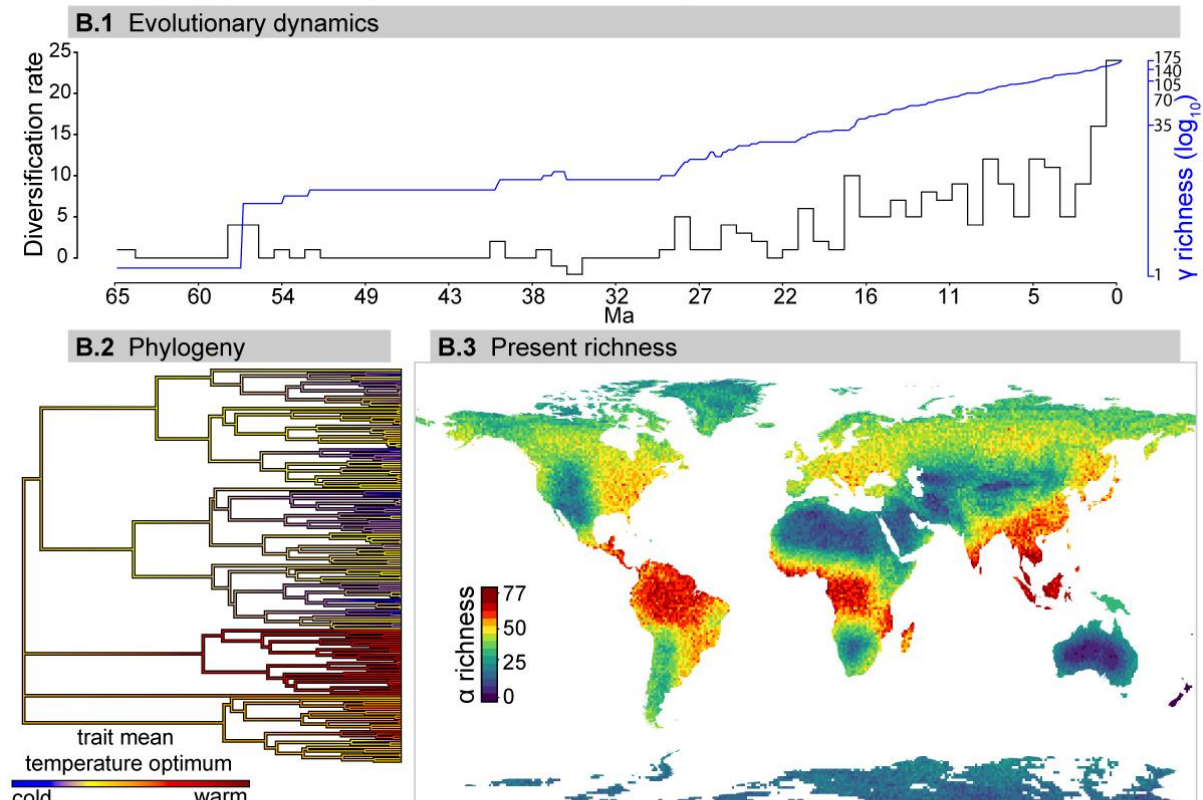 B.1 Evolutionary dynamics
Diversification rate
25
20
15
10
5
0
175
140
105
70
35
1
γ richness (log10)
65 60 54 49 43 38 32 27 22 16 11 5 0
Ma
B.2 Phylogeny
trait mean
temperature optimum
cold warm
B.3 Present richness
α richness
77
50
25
0